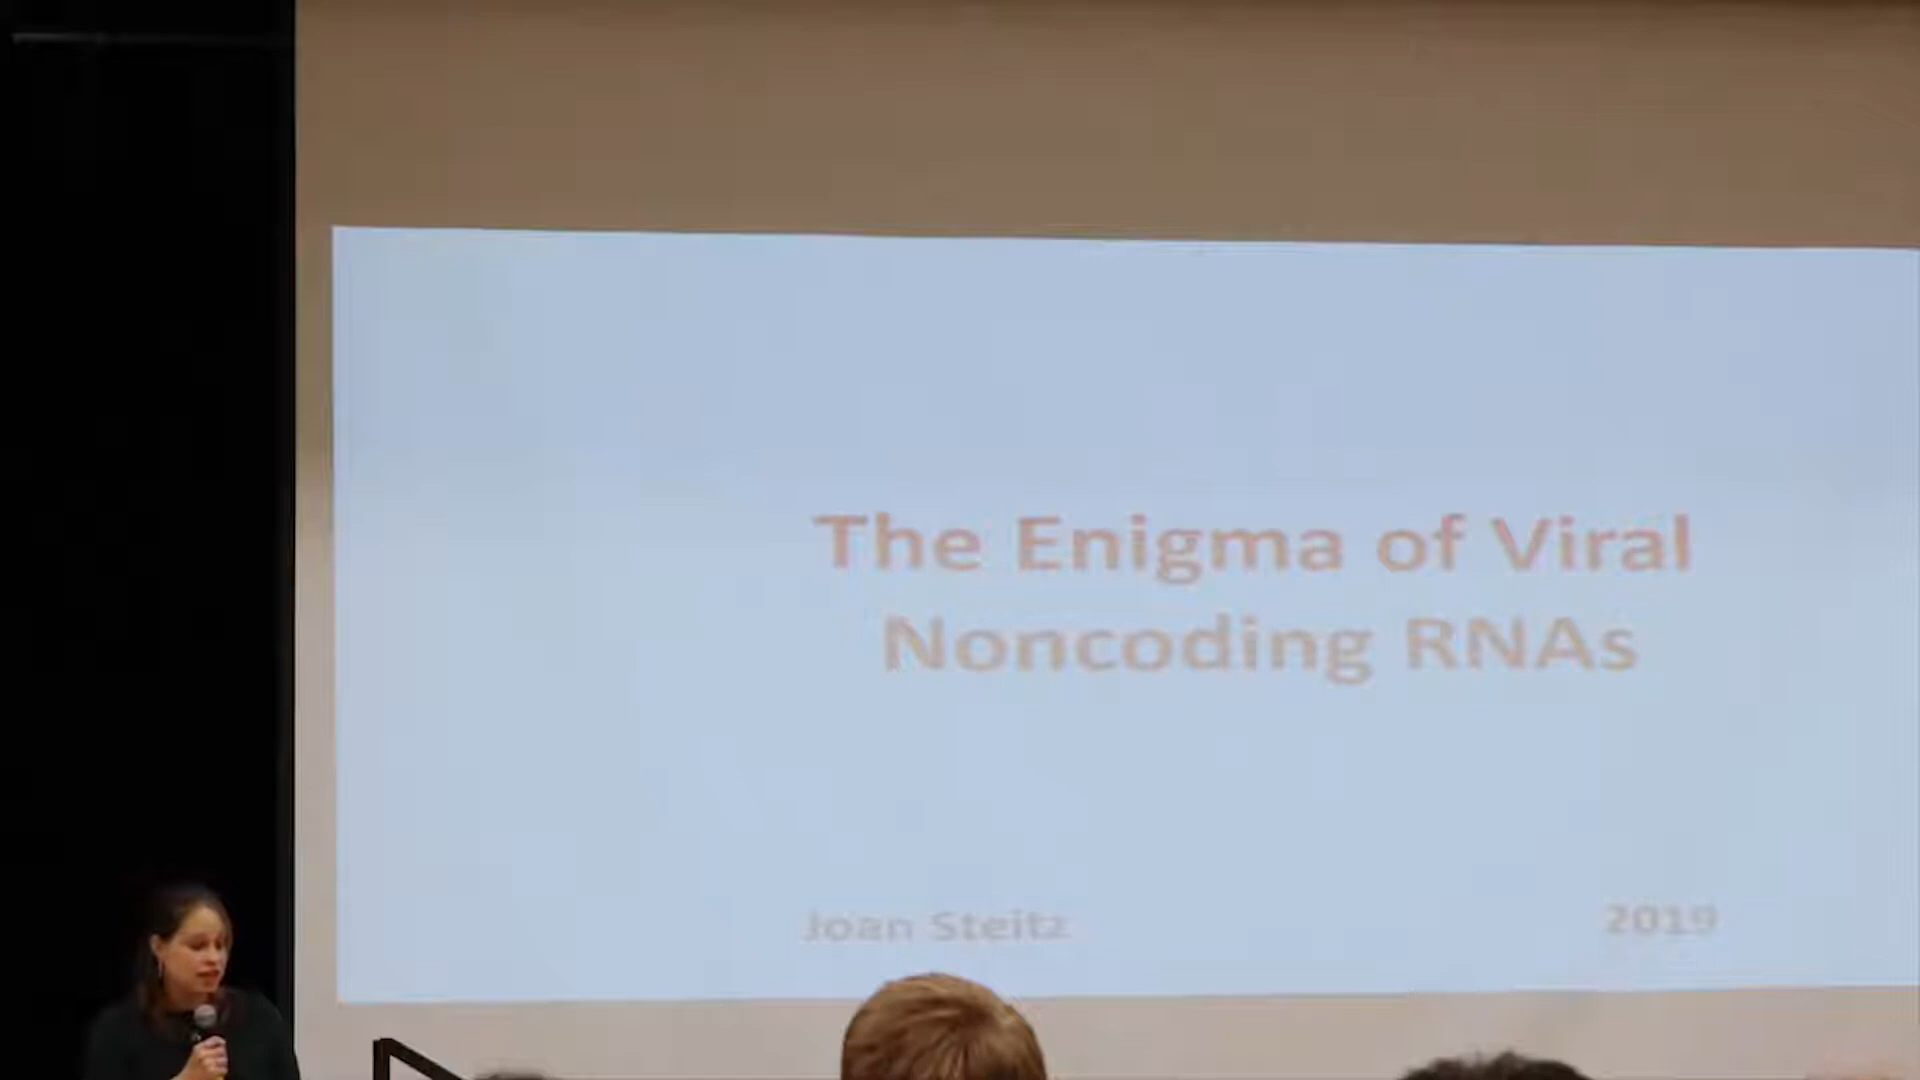 The Enigma of Viral
Noncoding RNAs
Joan Steitz
2019